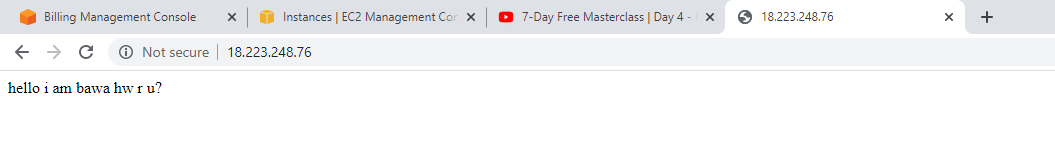 Billing Management Console
Instances | EC2 Management Con
7-Day Free Masterclass | Day 4 -
18.223.248.76
Not secure | 18.223.248.76
hello i am bawa hw r u?